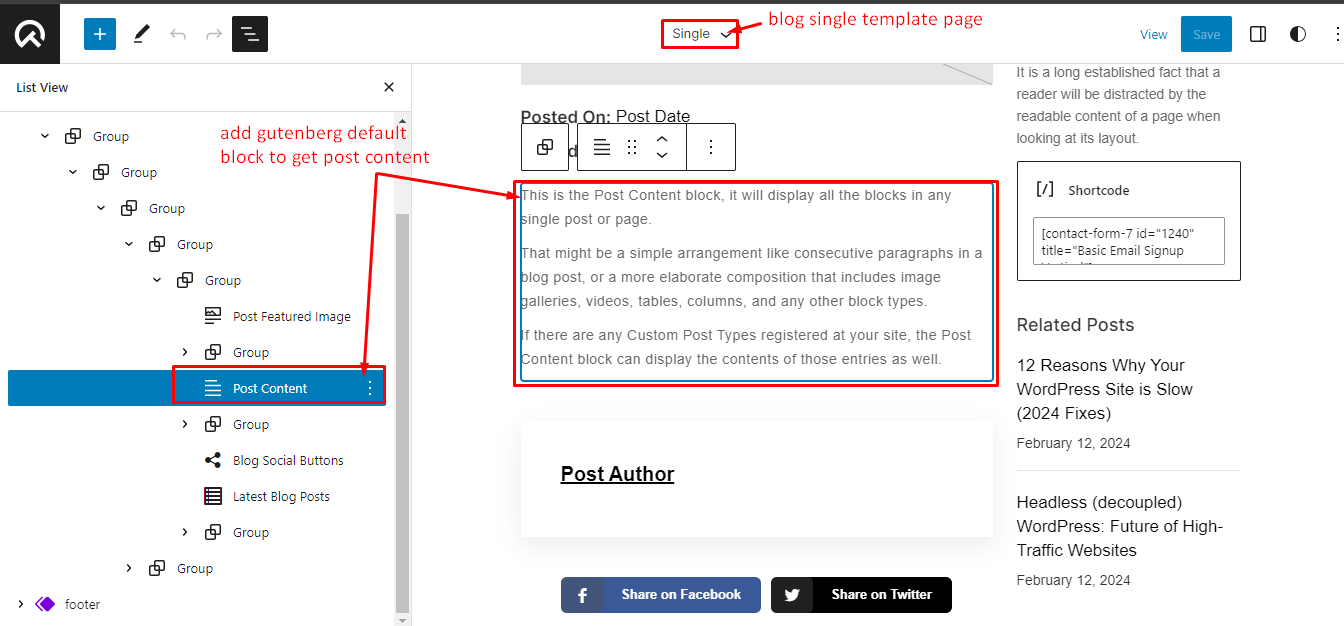 Single
blog single template page
View
Save
List View
Group
Group
Group
Group
Group
Post Featured Image
Group
Post Content
Group
Blog Social Buttons
Latest Blog Posts
Group
Group
footer
add gutenberg default
block to get post content
Posted On: Post Date
d
This is the Post Content block, it will display all the blocks in any
single post or page.
That might be a simple arrangement like consecutive paragraphs in a
blog post, or a more elaborate composition that includes image
galleries, videos, tables, columns, and any other block types.
If there are any Custom Post Types registered at your site, the Post
Content block can display the contents of those entries as well.
Post Author
Share on Facebook
Share on Twitter
It is a long established fact that a
reader will be distracted by the
readable content of a page when
looking at its layout.
[/] Shortcode
[contact-form-7 id="1240"
title="Basic Email Signup
Related Posts
12 Reasons Why Your
WordPress Site is Slow
(2024 Fixes)
February 12, 2024
Headless (decoupled)
WordPress: Future of High-
Traffic Websites
February 12, 2024